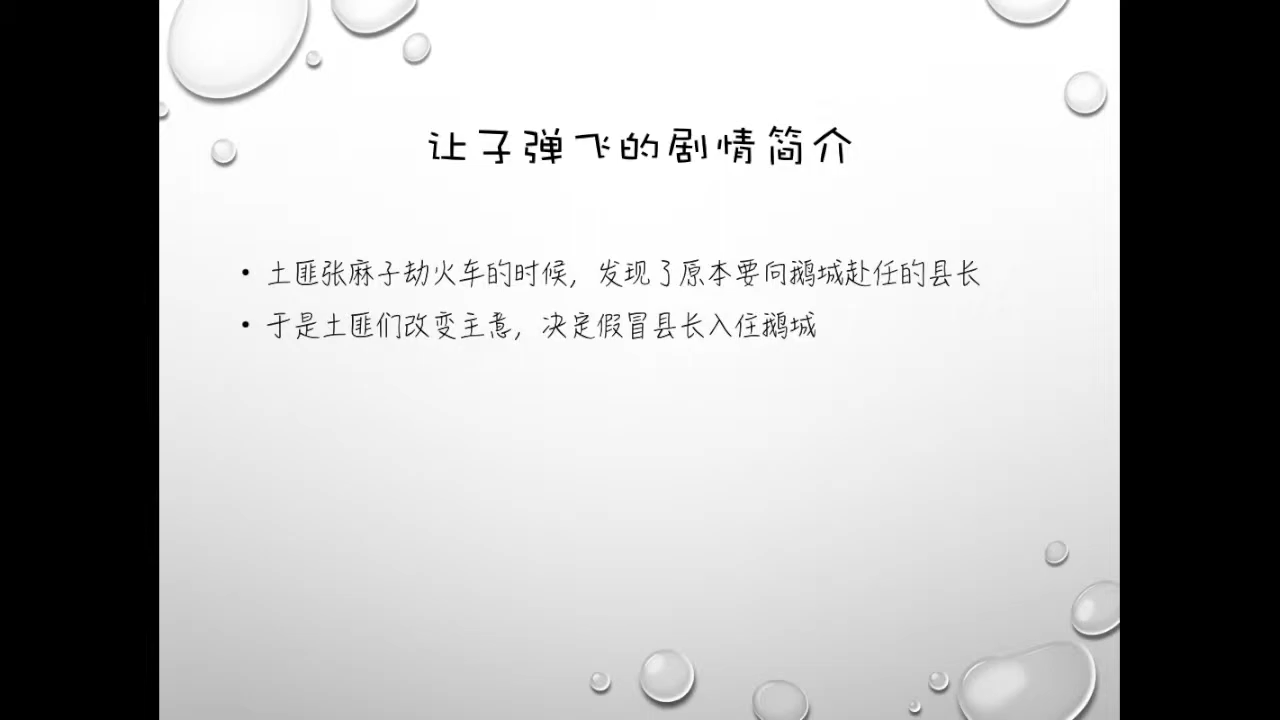 让子弹飞的剧情简介
• 土匪张麻子劫火车的时候，发现了原本要向鹅城赴任的县长
• 于是土匪们改变主意，决定假冒县长入住鹅城